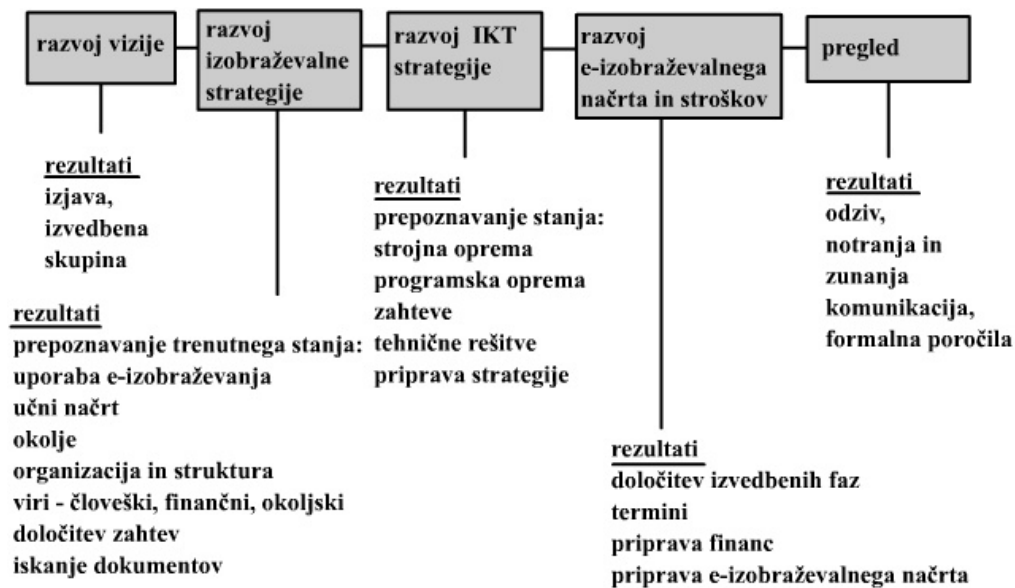 razvoj vizije
razvoj
izobraževalne
strategije
razvoj IKT
strategije
razvoj
e-izobraževalnega
načrta in stroškov
pregled
rezultati
izjava,
izvedbena
skupina
rezultati
prepoznavanje trenutnega stanja:
uporaba e-izobraževanja
učni načrt
okolje
organizacija in struktura
viri - človeški, finančni, okoljski
določitev zahtev
iskanje dokumentov
rezultati
prepoznavanje stanja:
strojna oprema
programska oprema
zahteve
tehnične rešitve
priprava strategije
rezultati
določitev izvedbenih faz
termini
priprava financ
priprava e-izobraževalnega načrta
rezultati
odziv,
notranja in
zunanja
komunikacija,
formalna poročila